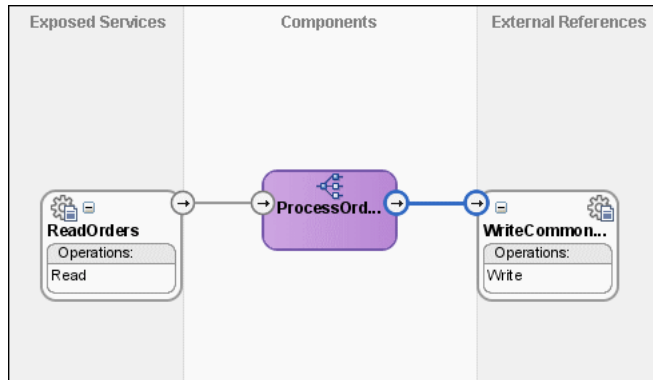 Exposed Services
Components
External References
ReadOrders
Operations:
Read
ProcessOrd...
WriteCommon...
Operations:
Write